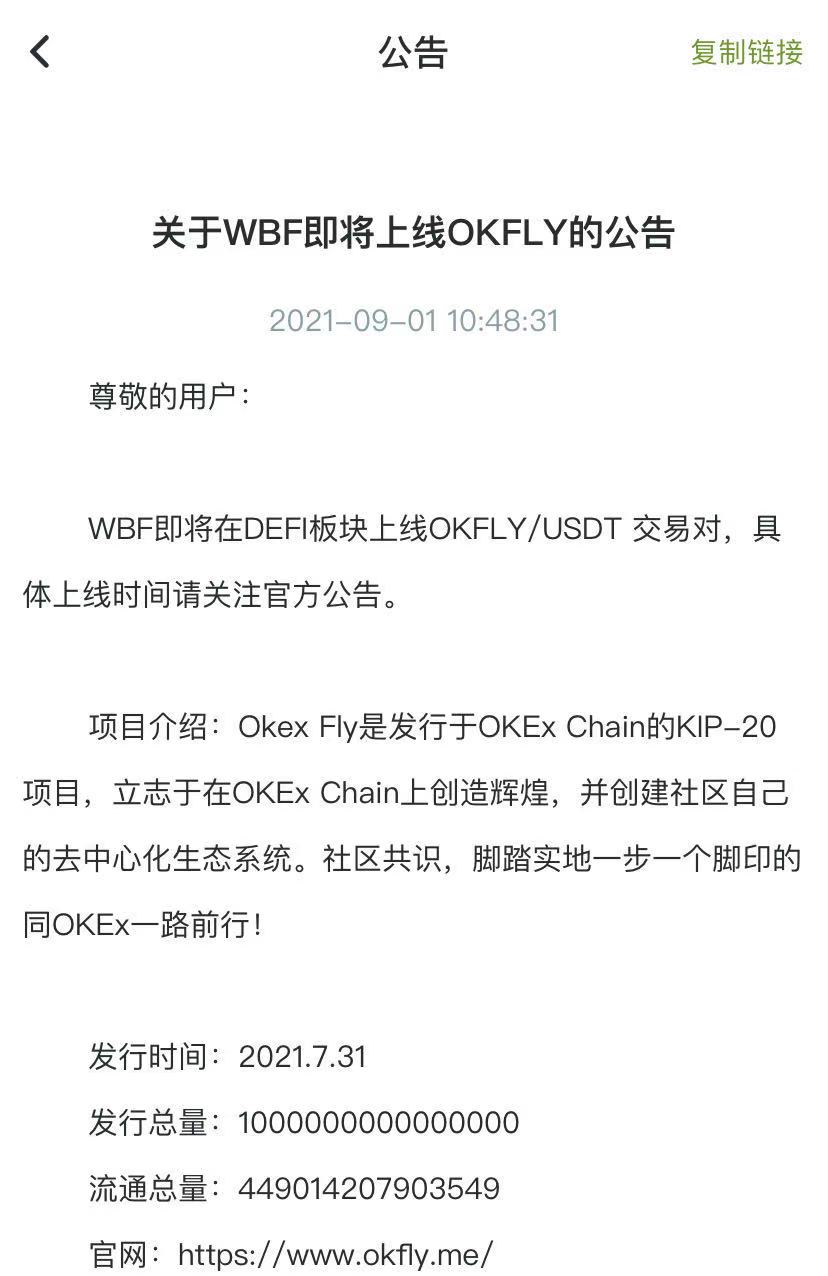 公告
复制链接
关于WBF即将上线OKFLY的公告
2021-09-01 10:48:31
尊敬的用户：
WBF即将在DEFI板块上线OKFLY/USDT 交易对，具
体上线时间请关注官方公告。
项目介绍：Okex Fly是发行于OKEx Chain的KIP-20
项目，立志于在OKEx Chain上创造辉煌，并创建社区自己
的去中心化生态系统。社区共识，脚踏实地一步一个脚印的
同OKEx一路前行！
发行时间：2021.7.31
发行总量：1000000000000000
流通总量：449014207903549
官网：https://www.okfly.me/